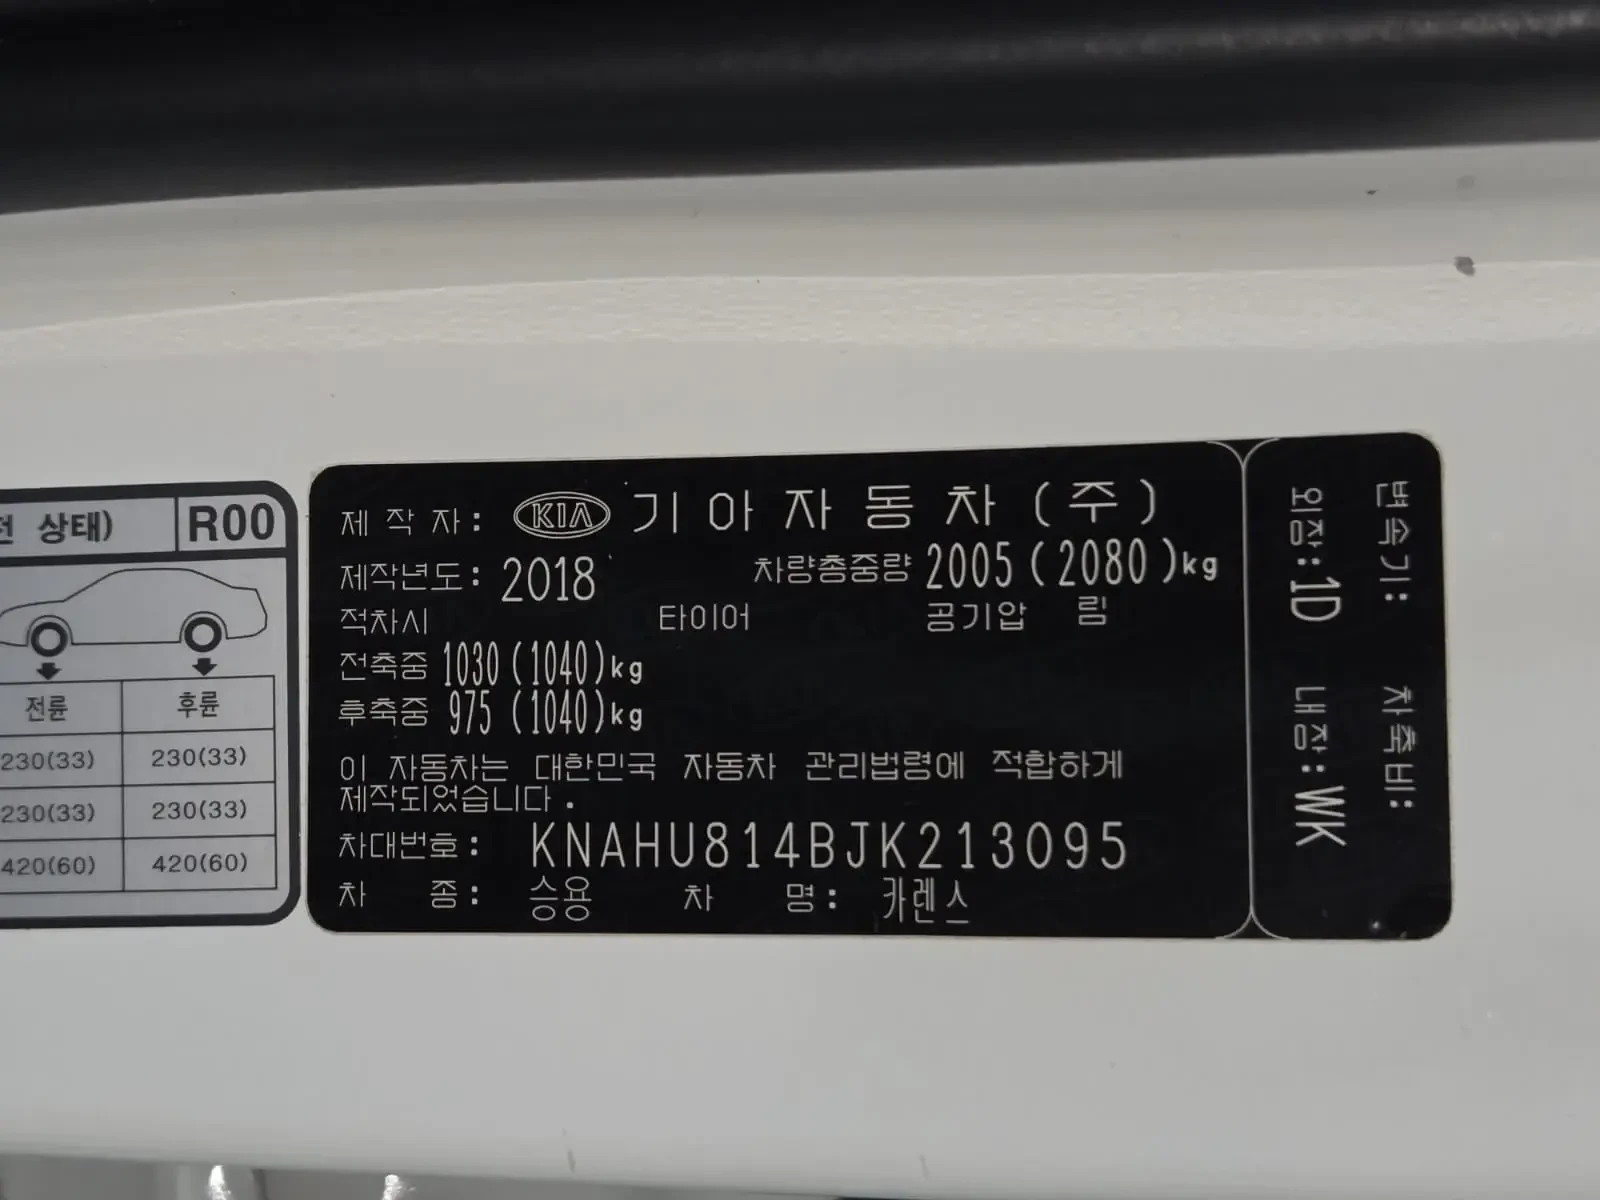 전 상태) R00
전륜 후륜
230(33) 230(33)
230(33) 230(33)
420(60) 420(60)
제 작 자: KIA 기아자동차(주)
제작년도: 2018 차량총중량 2005(2080)kg
적차시 타이어 공기압 림
전축중 1030(1040)kg
후축중 975(1040)kg
이 자동차는 대한민국 자동차 관리법령에 적합하게
제작되었습니다.
차대번호: KNAHU814BJK213095
차 종: 승용 차 명: 카렌스
변속기: 차축비:
외장:1D 내장:WK